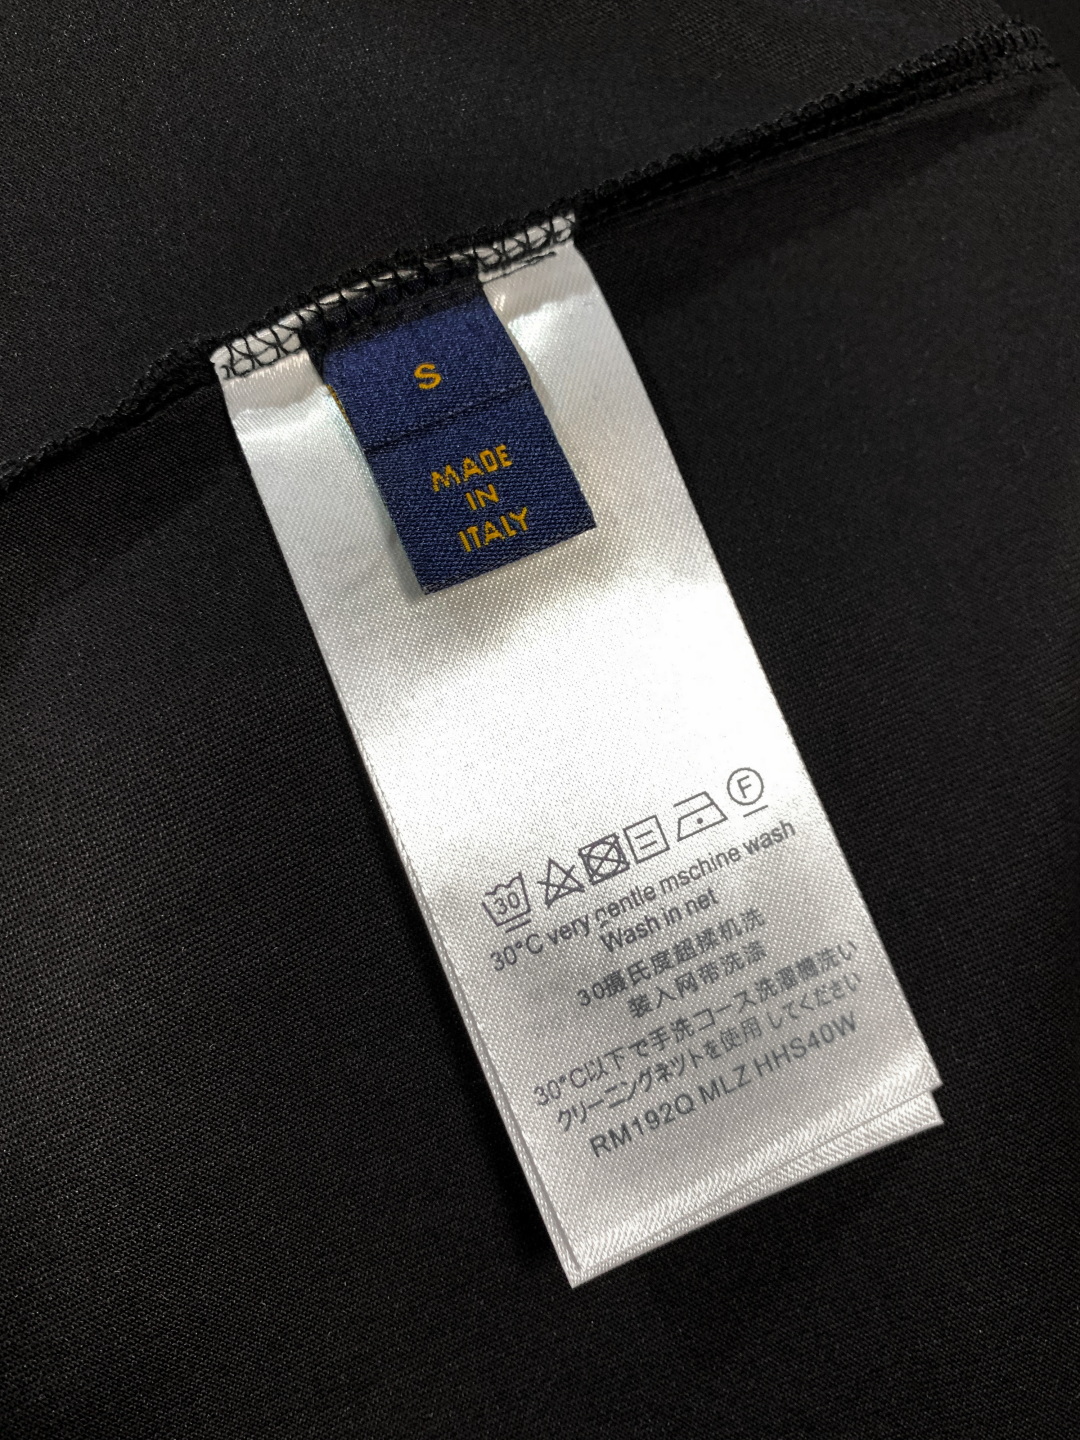 S
MADE
IN
ITALY
30
F
30°C very gentle mschine wash
Wash in net
30攝氏度超揉机洗
装入网带洗涤
30°C以下で手洗コース洗濯機洗い
クリーニングネットを使用してください
RM192Q MLZ HHS40W